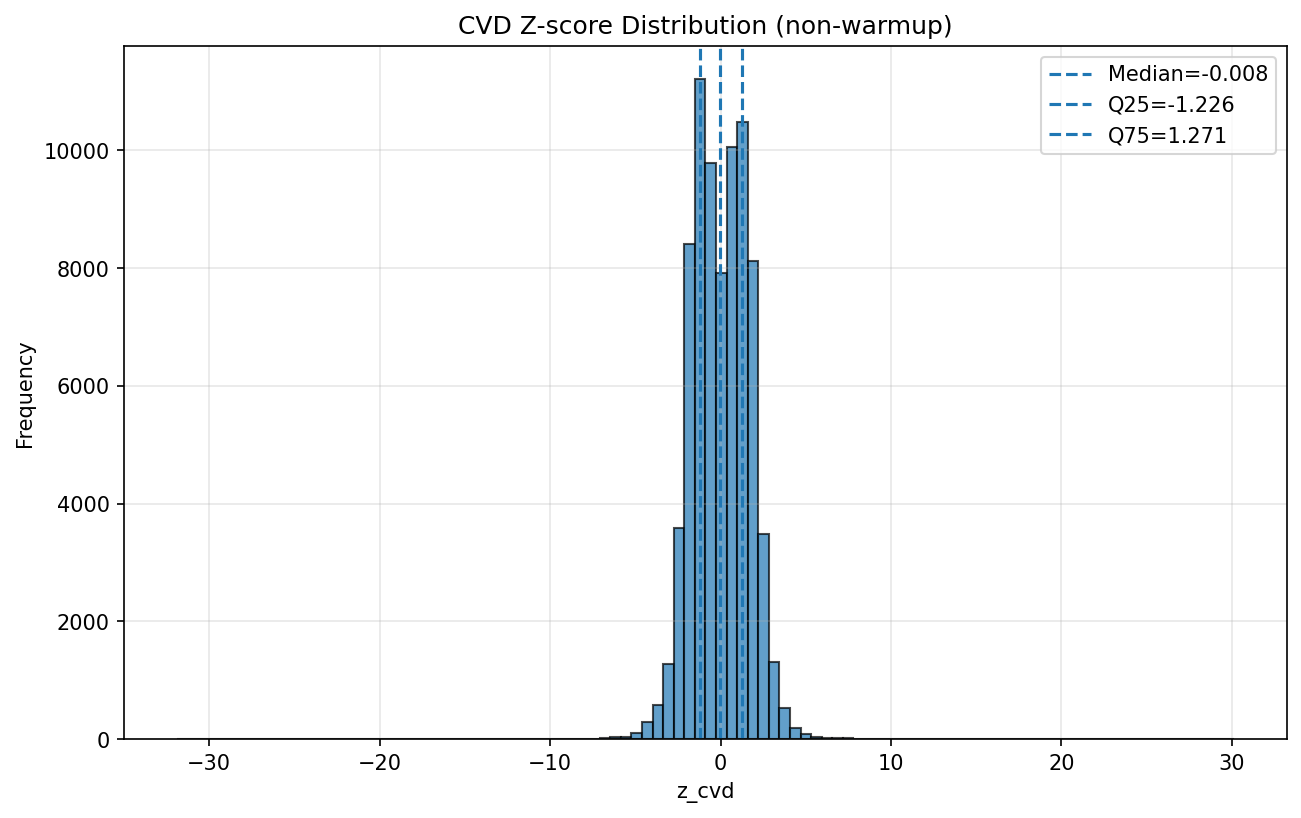 CVD Z-score Distribution (non-warmup)
Median=-0.008
Q25=-1.226
Q75=1.271
10000
8000
6000
4000
2000
0
Frequency
−30
−20
−10
0
10
20
30
z_cvd